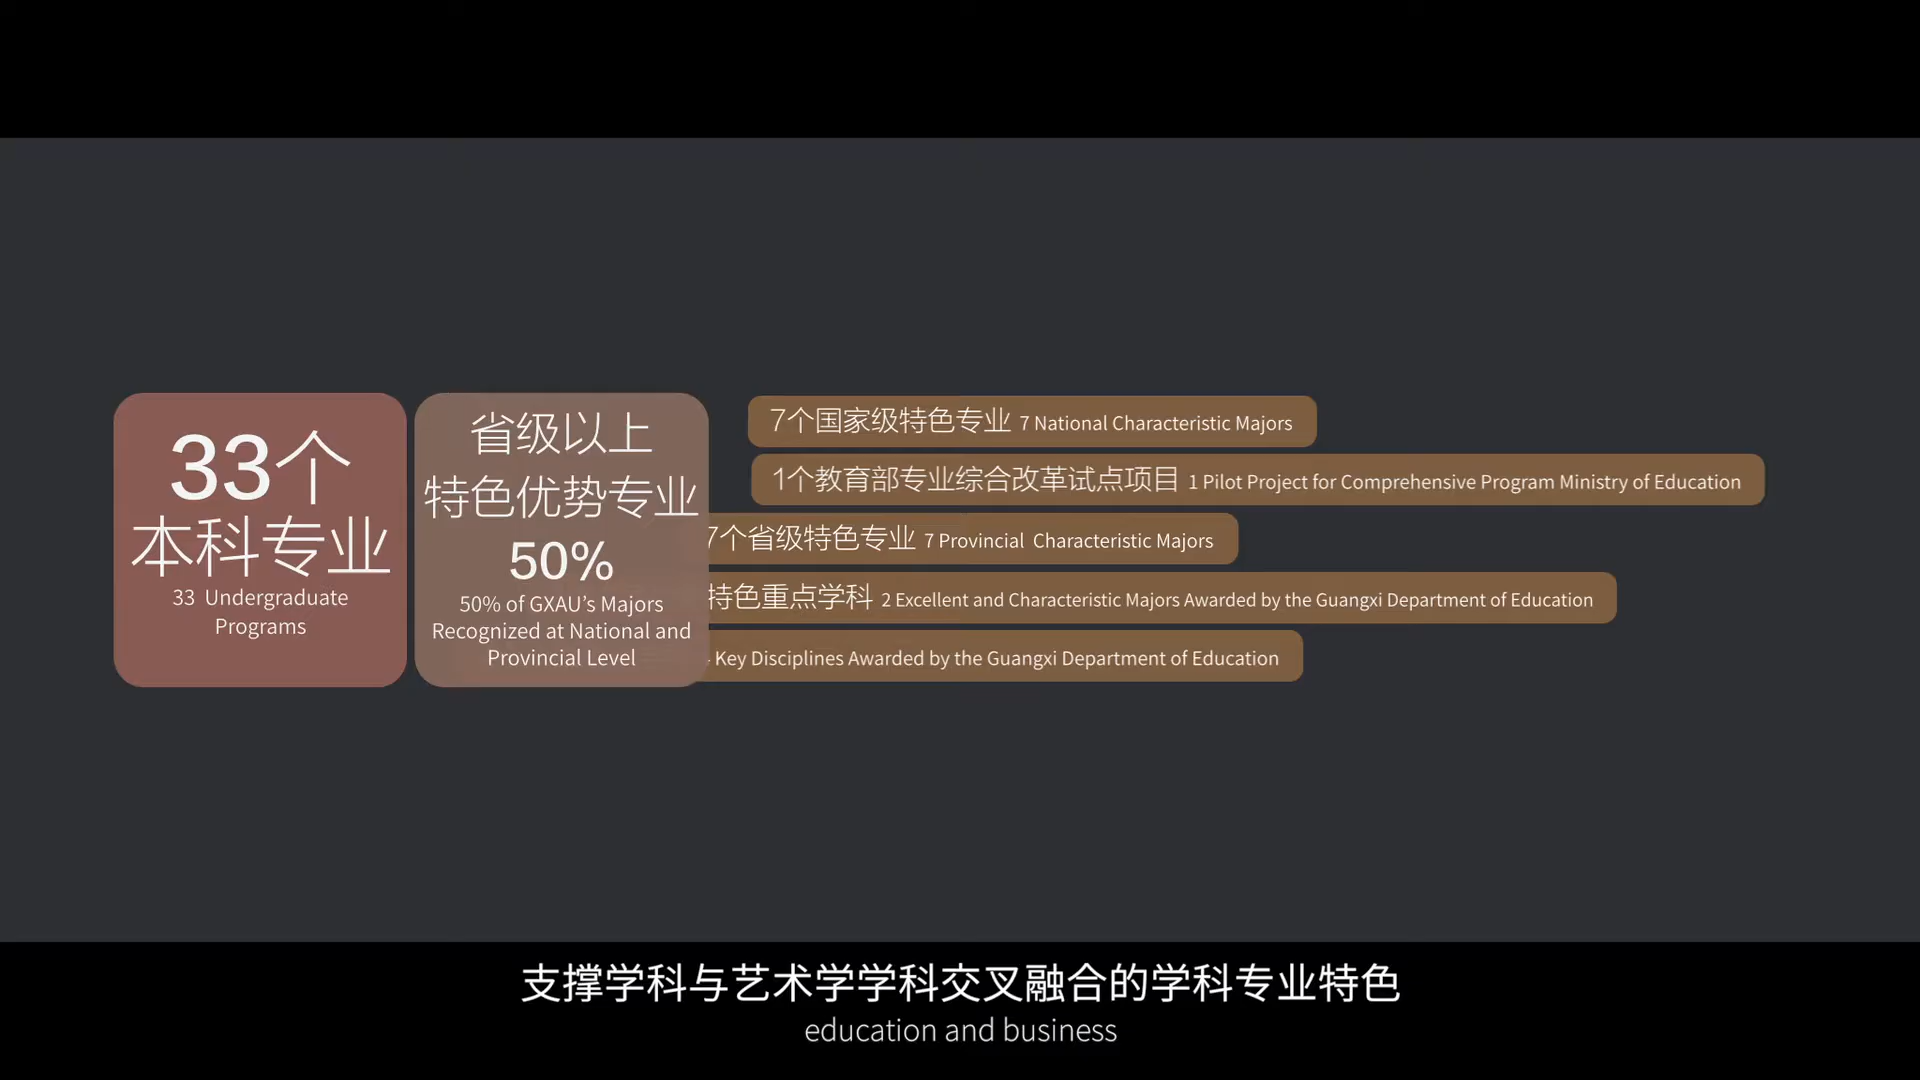 33个
本科专业
33 Undergraduate
Programs
省级以上
特色优势专业
50%
50% of GXAU’s Majors
Recognized at National and
Provincial Level
7个国家级特色专业 7 National Characteristic Majors
1个教育部专业综合改革试点项目 1 Pilot Project for Comprehensive Program Ministry of Education
7个省级特色专业 7 Provincial Characteristic Majors
特色重点学科 2 Excellent and Characteristic Majors Awarded by the Guangxi Department of Education
Key Disciplines Awarded by the Guangxi Department of Education
支撑学科与艺术学学科交叉融合的学科专业特色
education and business